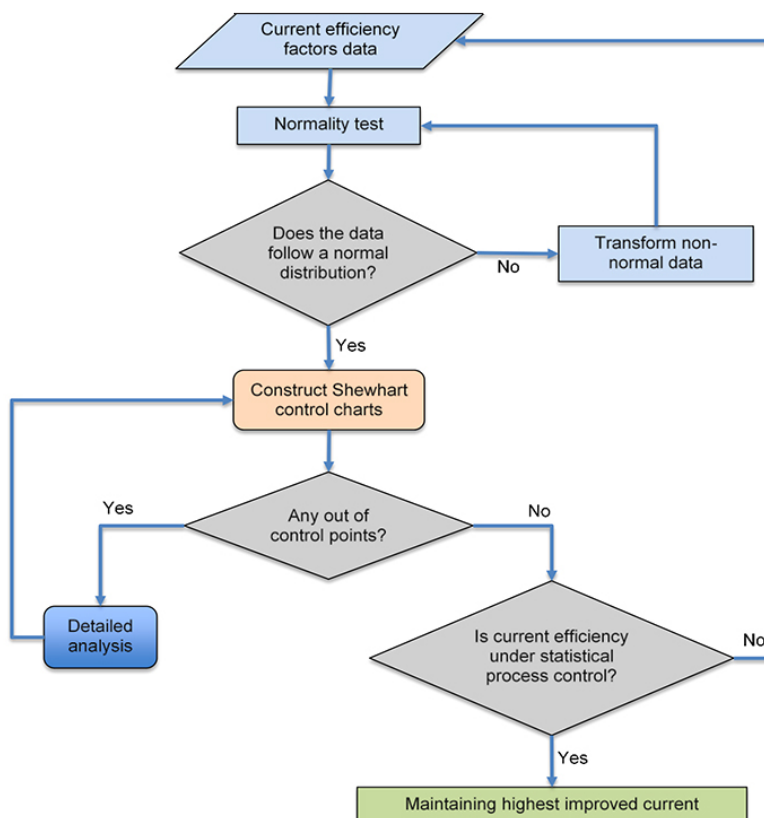 Current efficiency
factors data
Normality test
Does the data
follow a normal
distribution?
No
Transform non-
normal data
Yes
Construct Shewhart
control charts
Yes
Any out of
control points?
No
Detailed
analysis
Is current efficiency
under statistical
process control?
No
Yes
Maintaining highest improved current